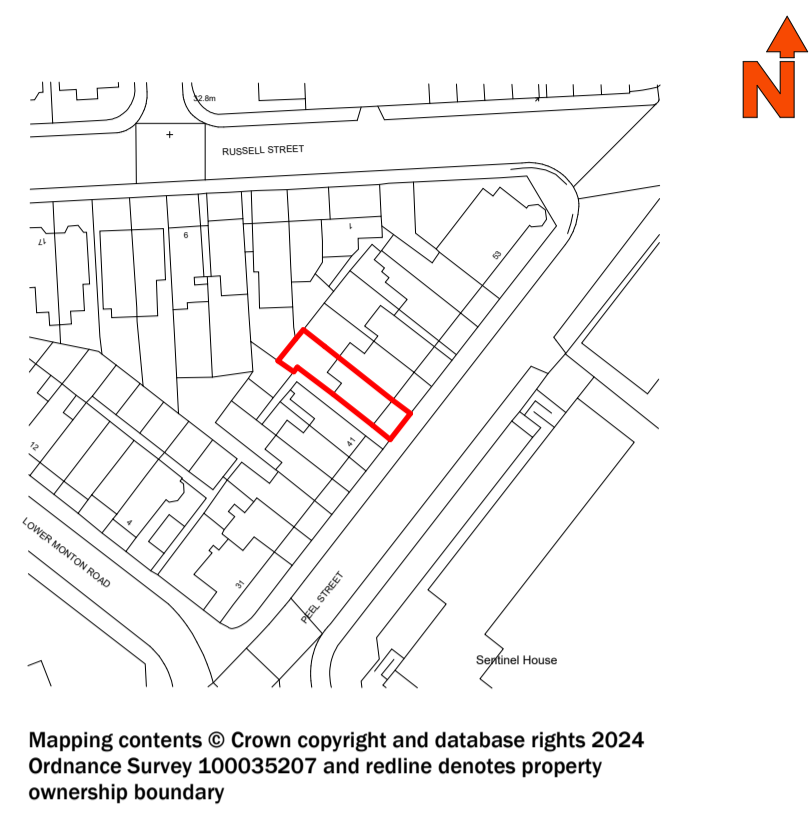 N
32.8m
RUSSELL STREET
17
9
1
53
41
12
4
31
LOWER MONTON ROAD
PEEL STREET
Sentinel House
Mapping contents © Crown copyright and database rights 2024
Ordnance Survey 100035207 and redline denotes property
ownership boundary